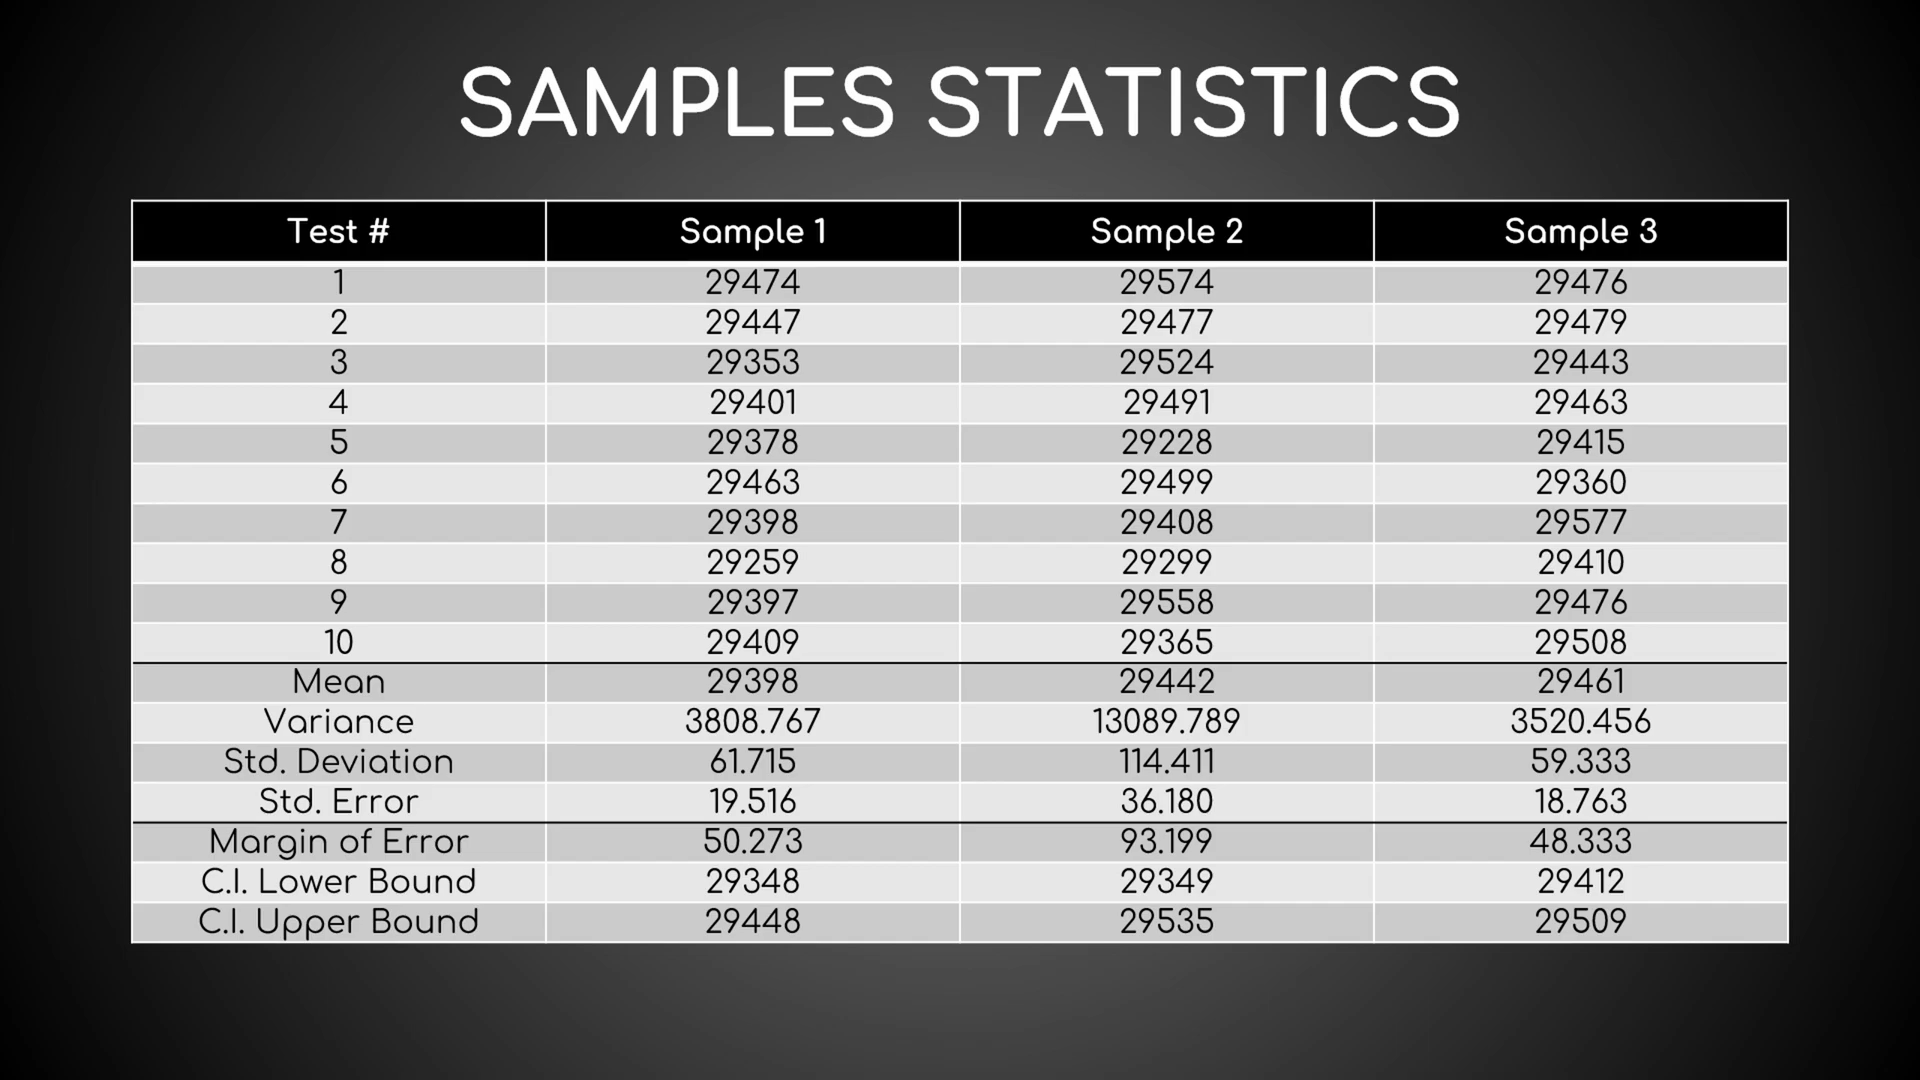 SAMPLES STATISTICS
Test # Sample 1 Sample 2 Sample 3
1 29474 29574 29476
2 29447 29477 29479
3 29353 29524 29443
4 29401 29491 29463
5 29378 29228 29415
6 29463 29499 29360
7 29398 29408 29577
8 29259 29299 29410
9 29397 29558 29476
10 29409 29365 29508
Mean 29398 29442 29461
Variance 3808.767 13089.789 3520.456
Std. Deviation 61.715 114.411 59.333
Std. Error 19.516 36.180 18.763
Margin of Error 50.273 93.199 48.333
C.I. Lower Bound 29348 29349 29412
C.I. Upper Bound 29448 29535 29509